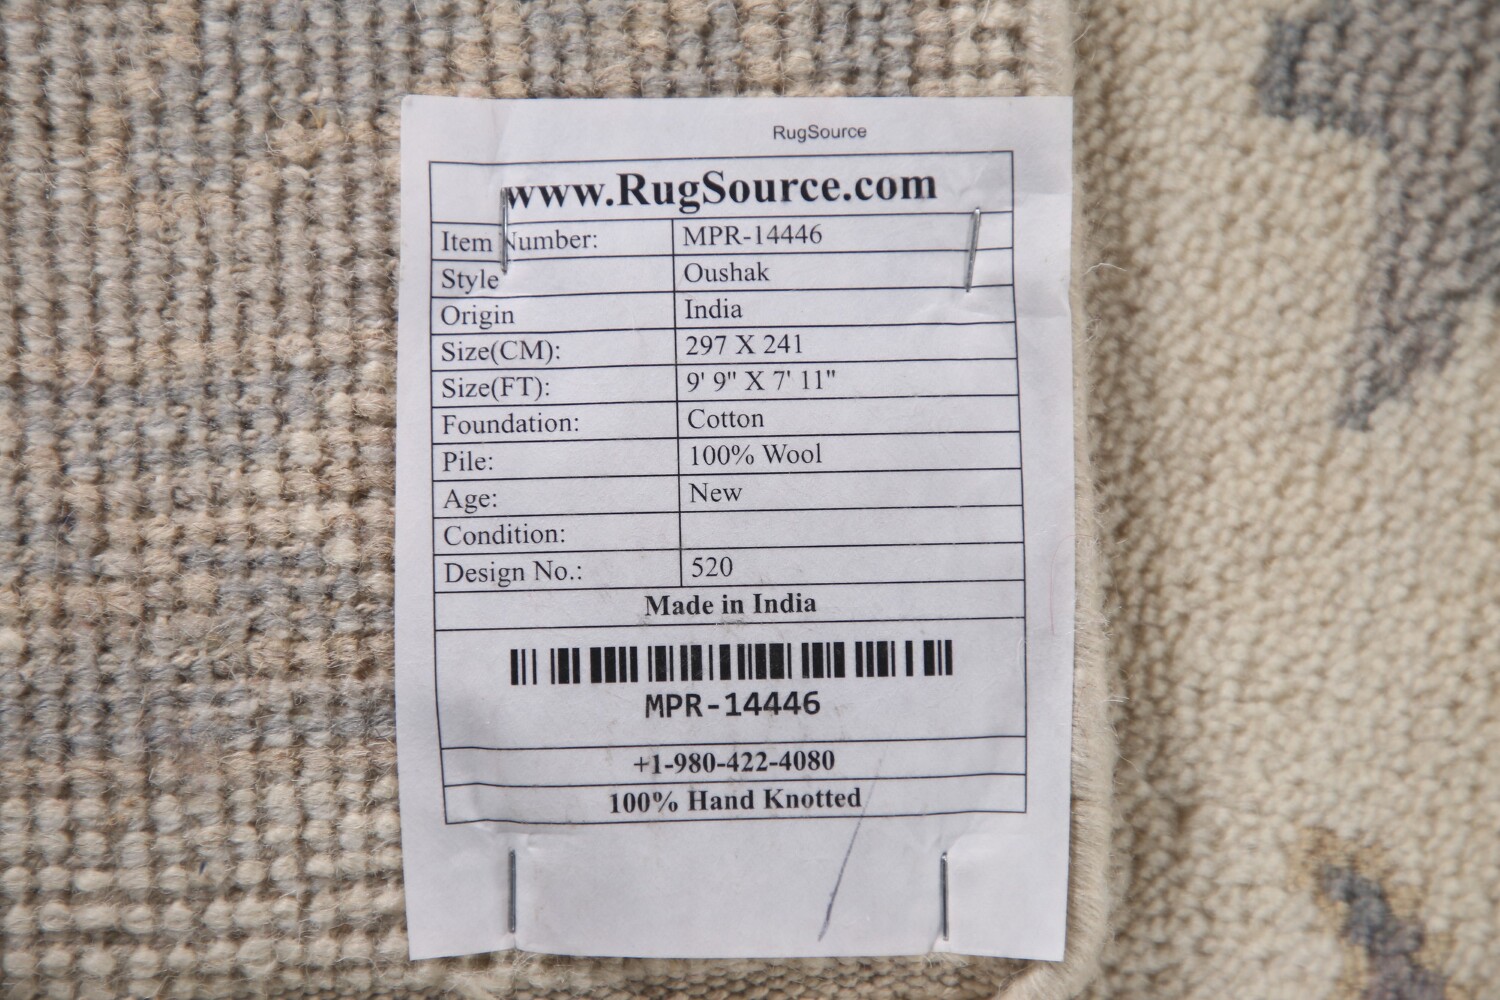 RugSource
www.RugSource.com
Item Number: MPR-14446
Style Oushak
Origin India
Size(CM): 297 X 241
Size(FT): 9' 9" X 7' 11"
Foundation: Cotton
Pile: 100% Wool
Age: New
Condition:
Design No.: 520
Made in India
MPR-14446
+1-980-422-4080
100% Hand Knotted